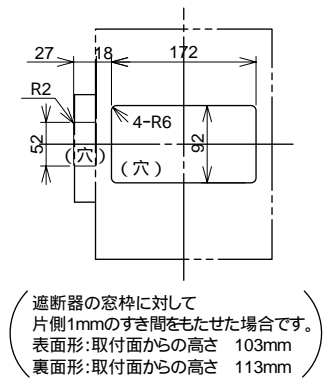 27
18
172
R2
4-R6
52
92
(穴)
(穴)
遮断器の窓枠に対して
片側1mmのすき間をもたせた場合です。
表面形:取付面からの高さ 103mm
裏面形:取付面からの高さ 113mm